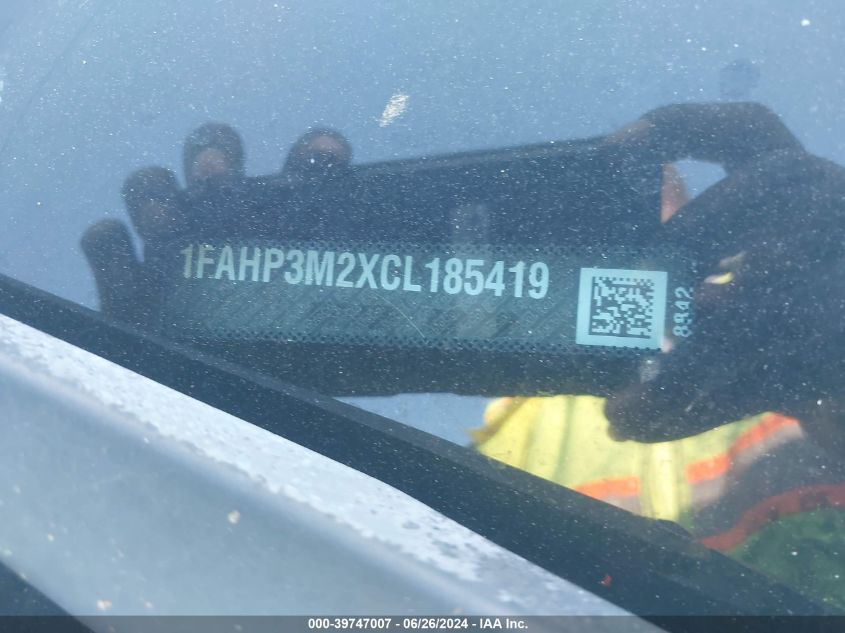 1FAHP3M2XCL185419
8842
000-39747007 / 06/26/2024 - IAA Inc.